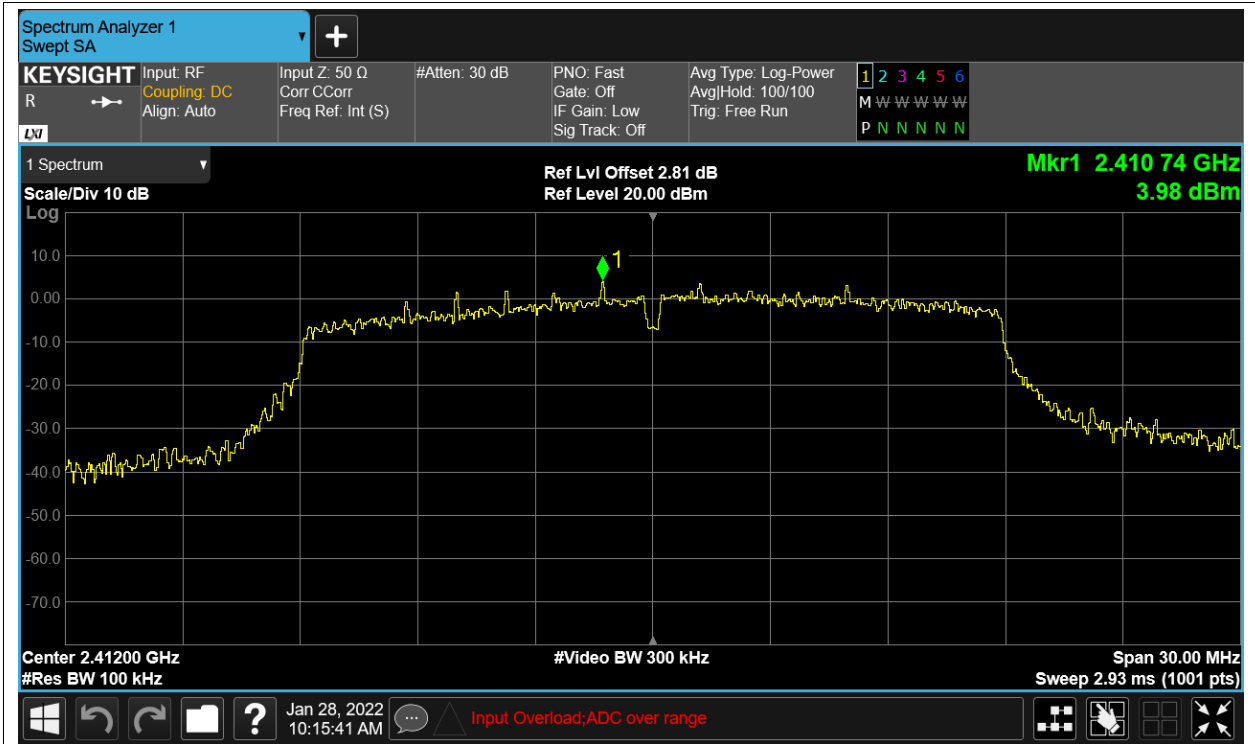 Spectrum Analyzer 1
Swept SA
KEYSIGHT
R
LXI
Input: RF
Coupling: DC
Align: Auto
Input Z: 50 Ω
Corr CCorr
Freq Ref: Int (S)
#Atten: 30 dB
PNO: Fast
Gate: Off
IF Gain: Low
Sig Track: Off
Avg Type: Log-Power
Avg|Hold: 100/100
Trig: Free Run
1 2 3 4 5 6
M W W W W W
P N N N N N
1 Spectrum
Scale/Div 10 dB
Log
Ref Lvl Offset 2.81 dB
Ref Level 20.00 dBm
Mkr1 2.410 74 GHz
3.98 dBm
1
10.0
0.00
-10.0
-20.0
-30.0
-40.0
-50.0
-60.0
-70.0
Center 2.41200 GHz
#Video BW 300 kHz
Span 30.00 MHz
#Res BW 100 kHz
Sweep 2.93 ms (1001 pts)
?
Jan 28, 2022
10:15:41 AM
Input Overload;ADC over range